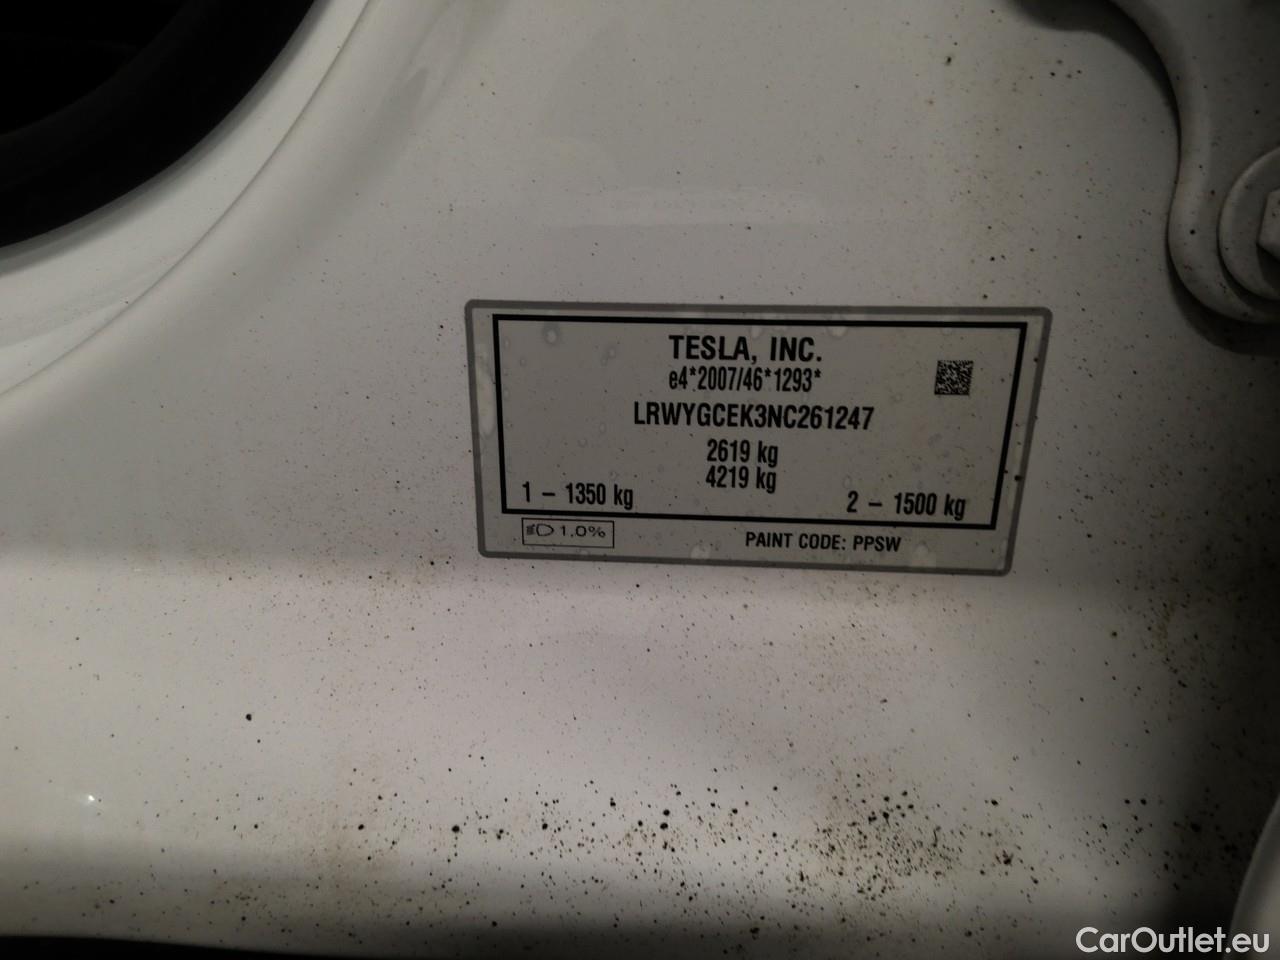 TESLA, INC.
e4*2007/46*1293*
LRWYGCEK3NC261247
2619 kg
4219 kg
1 – 1350 kg
2 – 1500 kg
1.0%
PAINT CODE: PPSW
CarOutlet.eu